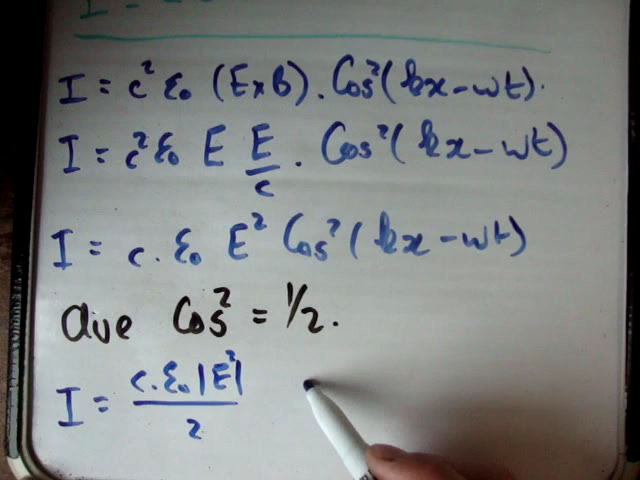 I = c² ε₀ (E×B). Cos²(kx-wt).
I = c² ε₀ E E/c . Cos²(kx-wt)
I = c. ε₀ E² Cos²(kx-wt)
Ave Cos² = 1/2.
I = c.ε₀|E²|/2